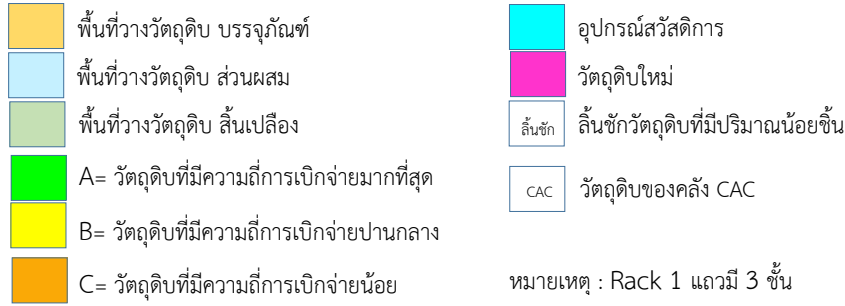 พื้นที่วางวัตถุดิบ บรรจุภัณฑ์
พื้นที่วางวัตถุดิบ ส่วนผสม
พื้นที่วางวัตถุดิบ สิ้นเปลือง
A= วัตถุดิบที่มีความถี่การเบิกจ่ายมากที่สุด
B= วัตถุดิบที่มีความถี่การเบิกจ่ายปานกลาง
C= วัตถุดิบที่มีความถี่การเบิกจ่ายน้อย
อุปกรณ์สวัสดิการ
วัตถุดิบใหม่
ลิ้นชัก ลิ้นชักวัตถุดิบที่มีปริมาณน้อยชิ้น
CAC วัตถุดิบของคลัง CAC
หมายเหตุ : Rack 1 แถวมี 3 ชั้น